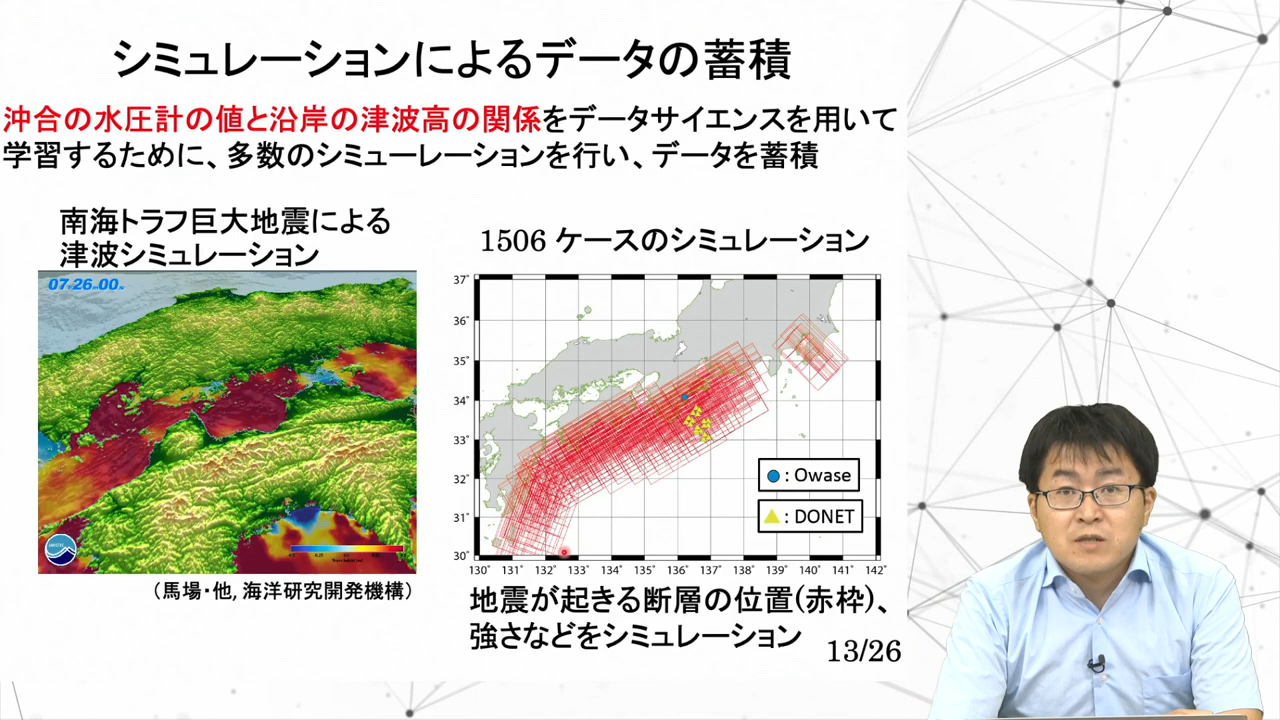 シミュレーションによるデータの蓄積
沖合の水圧計の値と沿岸の津波高の関係をデータサイエンスを用いて
学習するために、多数のシミューレーションを行い、データを蓄積
南海トラフ巨大地震による
津波シミュレーション
07:26.00
（馬場・他, 海洋研究開発機構）
1506 ケースのシミュレーション
37°
36°
35°
34°
33°
32°
31°
30°
130° 131° 132° 133° 134° 135° 136° 137° 138° 139° 140° 141° 142°
: Owase
: DONET
地震が起きる断層の位置(赤枠)、
強さなどをシミュレーション
13/26